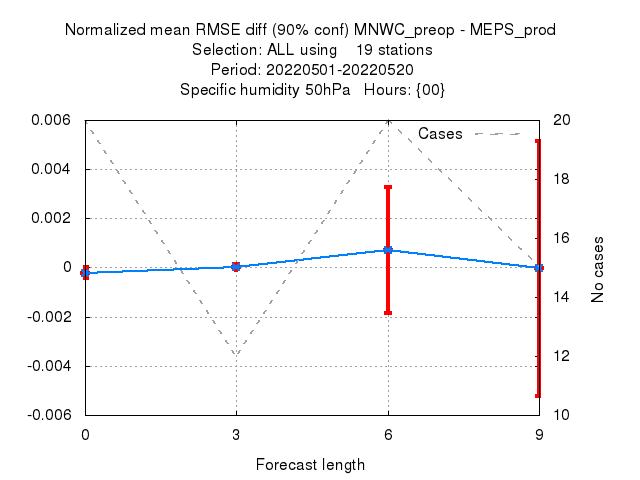 Normalized mean RMSE diff (90% conf) MNWC_preop - MEPS_prod
Selection: ALL using    19 stations
Period: 20220501-20220520
Specific humidity 50hPa   Hours: {00}
Cases
0.006
0.004
0.002
0
-0.002
-0.004
-0.006
20
18
16
14
12
10
No cases
0 3 6 9
Forecast length